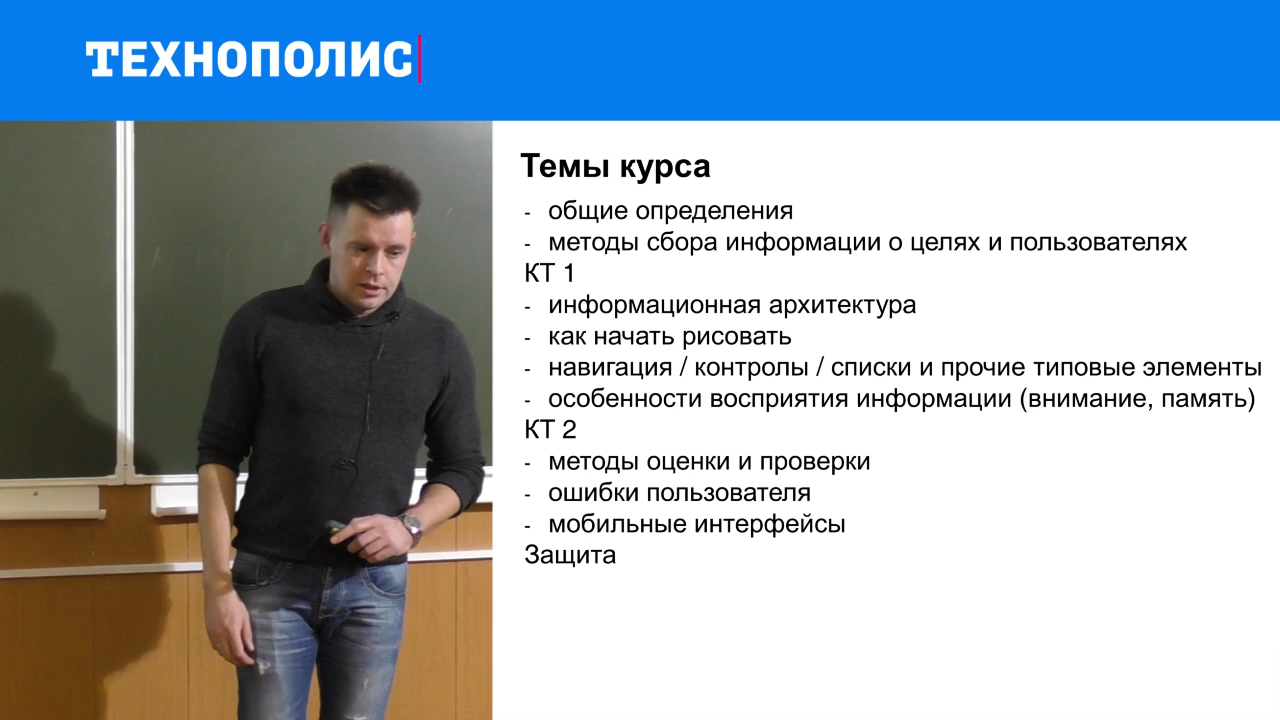 ТЕХНОПОЛИС
Темы курса
- общие определения
- методы сбора информации о целях и пользователях
КТ 1
- информационная архитектура
- как начать рисовать
- навигация / контролы / списки и прочие типовые элементы
- особенности восприятия информации (внимание, память)
КТ 2
- методы оценки и проверки
- ошибки пользователя
- мобильные интерфейсы
Защита